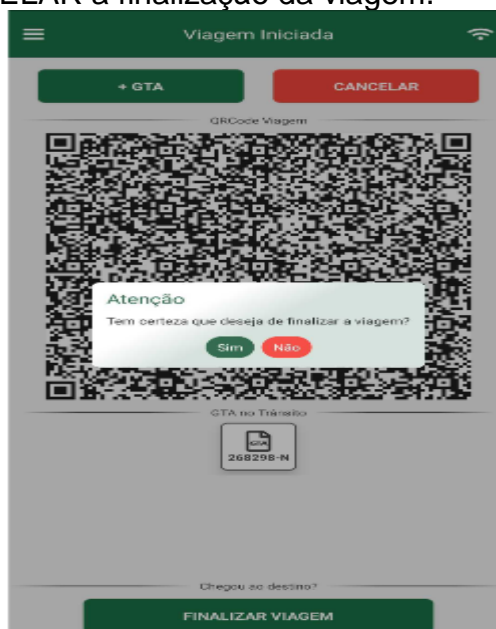 ELAR a finalização da viagem.
Viagem Iniciada
+ GTA
CANCELAR
QRCode Viagem
Atenção
Tem certeza que deseja de finalizar a viagem?
Sim
Não
GTA no Trânsito
GTA
268298-N
Chegou ao destino?
FINALIZAR VIAGEM